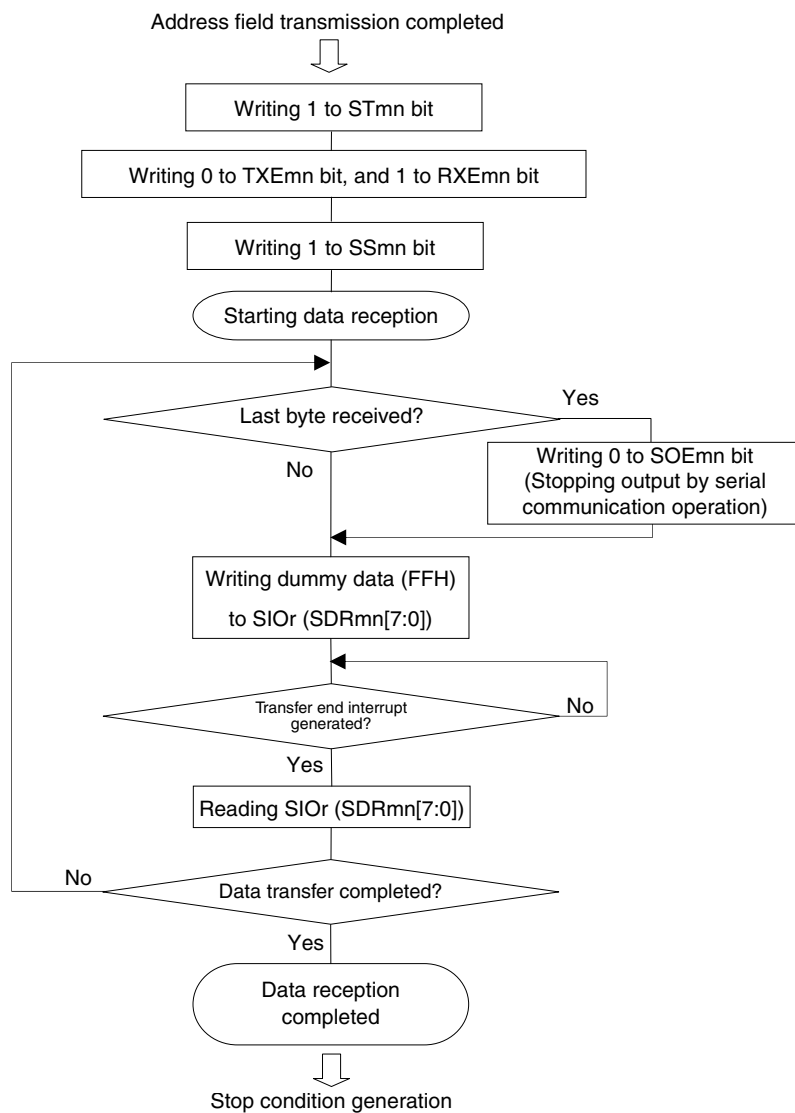 Address field transmission completed
Writing 1 to STmn bit
Writing 0 to TXEmn bit, and 1 to RXEmn bit
Writing 1 to SSmn bit
Starting data reception
Last byte received?
Yes
No
Writing 0 to SOEmn bit
(Stopping output by serial
communication operation)
Writing dummy data (FFH)
to SIOr (SDRmn[7:0])
Transfer end interrupt
generated?
No
Yes
Reading SIOr (SDRmn[7:0])
No
Data transfer completed?
Yes
Data reception
completed
Stop condition generation